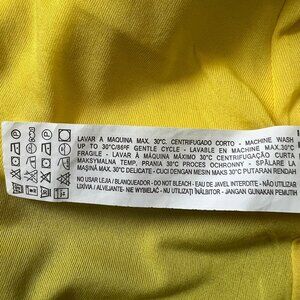 LAVAR A MAQUINA MAX. 30°C. CENTRIFUGADO CORTO - MACHINE WASH
UP TO 30°C/86°F GENTLE CYCLE - LAVABLE EN MACHINE MAX.30°C
FRAGILE - LAVAR À MÁQUINA MÁXIMO 30°C CENTRIFUGAÇÃO CURTA
MAKSYMALNA TEMP. PRANIA 30°C PROCES OCHRONNY - SPĂLARE LA
MAŞINĂ MAX.30°C DELICATE - CUCI DENGAN MESIN MAKS 30°C PUTARAN RENDAH
NO USAR LEJIA / BLANQUEADOR - DO NOT BLEACH - EAU DE JAVEL INTERDITE - NÃO USAR
LIXÍVIA / ALVEJANTE - NIE WYBIELAĆ - NU UTILIZAŢI ÎNĂLBITOR - JANGAN GUNAKAN PEMUTIH